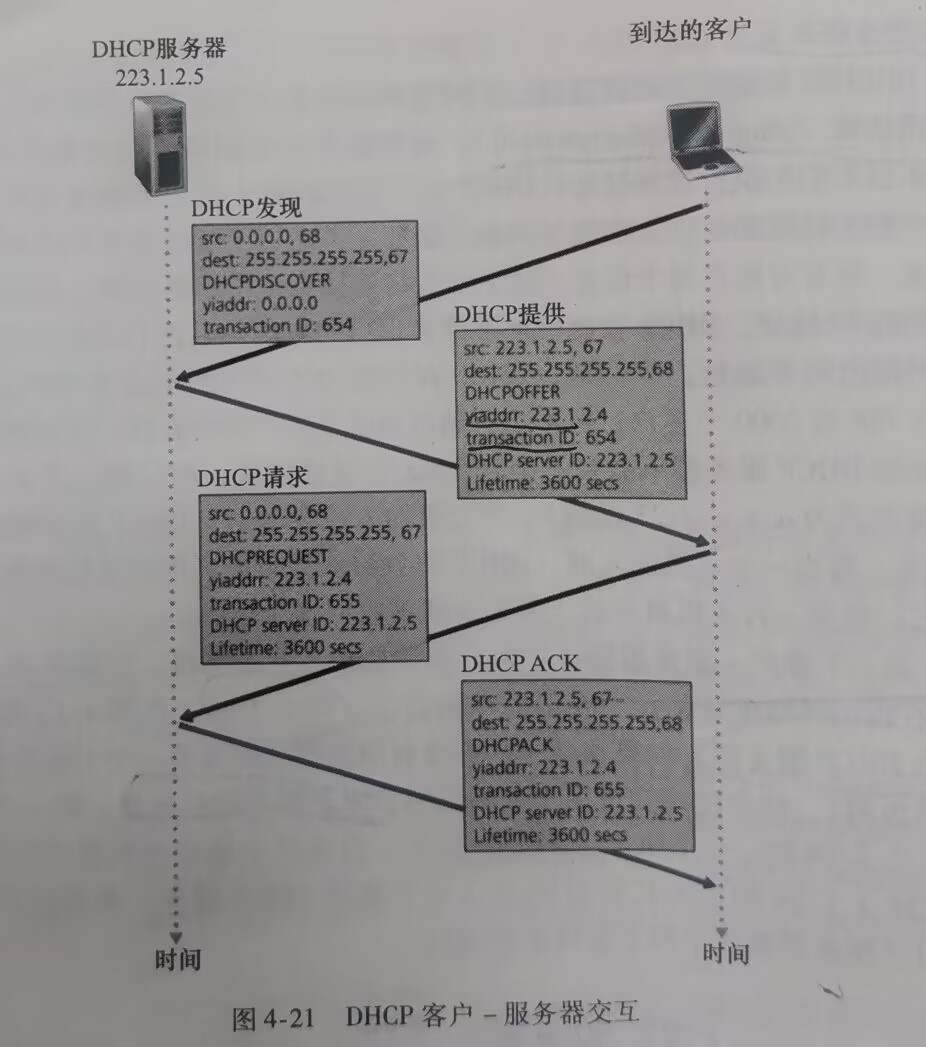 DHCP服务器
223.1.2.5
到达的客户
DHCP发现
src: 0.0.0.0, 68
dest: 255.255.255.255,67
DHCPDISCOVER
yiaddr: 0.0.0.0
transaction ID: 654
DHCP提供
src: 223.1.2.5, 67
dest: 255.255.255.255,68
DHCPOFFER
yiaddrr: 223.1.2.4
transaction ID: 654
DHCP server ID: 223.1.2.5
Lifetime: 3600 secs
DHCP请求
src: 0.0.0.0, 68
dest: 255.255.255.255, 67
DHCPREQUEST
yiaddrr: 223.1.2.4
transaction ID: 655
DHCP server ID: 223.1.2.5
Lifetime: 3600 secs
DHCP ACK
src: 223.1.2.5, 67
dest: 255.255.255.255,68
DHCPACK
yiaddrr: 223.1.2.4
transaction ID: 655
DHCP server ID: 223.1.2.5
Lifetime: 3600 secs
时间
时间
图 4-21 DHCP 客户 – 服务器交互